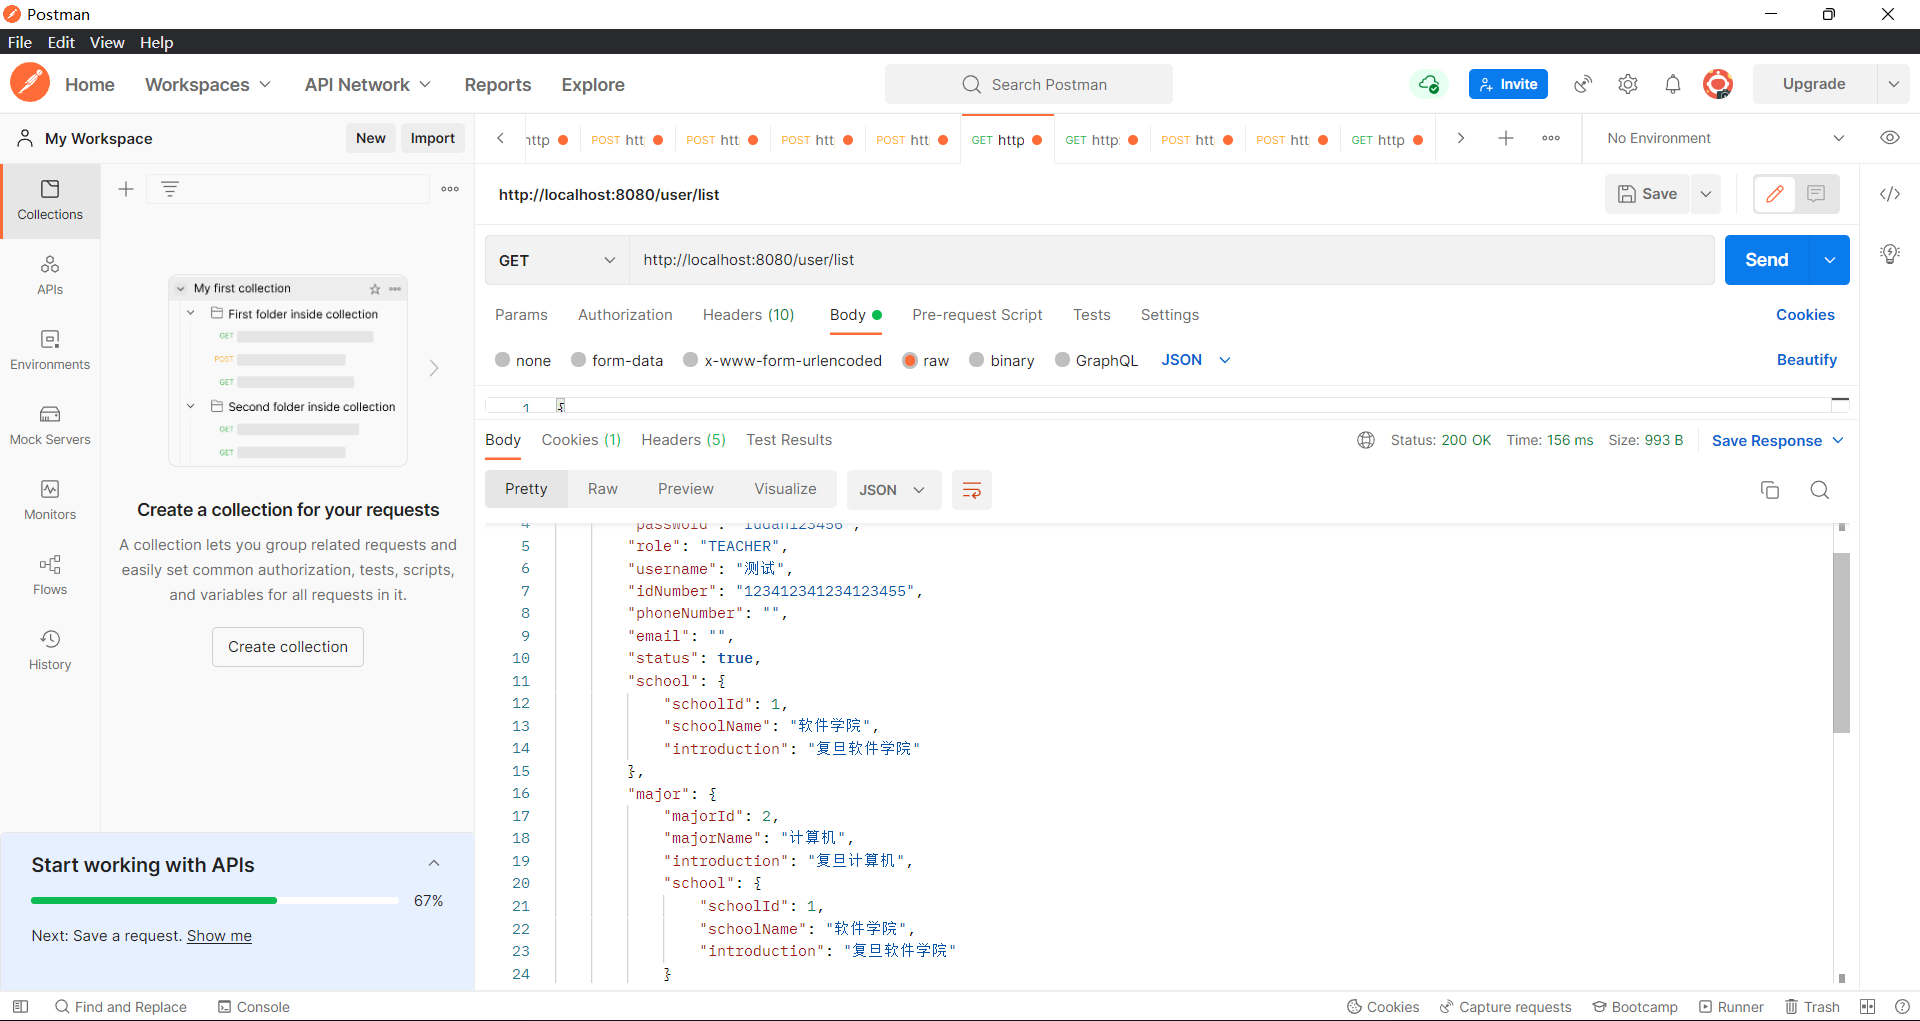 Postman
File Edit View Help
Home Workspaces API Network Reports Explore
Search Postman
Invite
Upgrade
My Workspace
New Import
http
POST htt
POST htt
POST htt
POST htt
GET http
GET http:
POST htt
POST htt
GET http
No Environment
Collections
APIs
Environments
Mock Servers
Monitors
Flows
History
My first collection
First folder inside collection
GET
POST
GET
Second folder inside collection
GET
GET
Create a collection for your requests
A collection lets you group related requests and
easily set common authorization, tests, scripts,
and variables for all requests in it.
Create collection
Start working with APIs
67%
Next: Save a request. Show me
http://localhost:8080/user/list
Save
GET http://localhost:8080/user/list
Send
Params Authorization Headers (10) Body Pre-request Script Tests Settings
Cookies
none form-data x-www-form-urlencoded raw binary GraphQL JSON
Beautify
1 {
Body Cookies (1) Headers (5) Test Results
Status: 200 OK Time: 156 ms Size: 993 B Save Response
Pretty Raw Preview Visualize JSON
4 "password":
5 "role": "TEACHER",
6 "username": "测试",
7 "idNumber": "123412341234123455",
8 "phoneNumber": "",
9 "email": "",
10 "status": true,
11 "school": {
12 "schoolId": 1,
13 "schoolName": "软件学院",
14 "introduction": "复旦软件学院"
15 },
16 "major": {
17 "majorId": 2,
18 "majorName": "计算机",
19 "introduction": "复旦计算机",
20 "school": {
21 "schoolId": 1,
22 "schoolName": "软件学院",
23 "introduction": "复旦软件学院"
24 }
Find and Replace Console
Cookies Capture requests Bootcamp Runner Trash